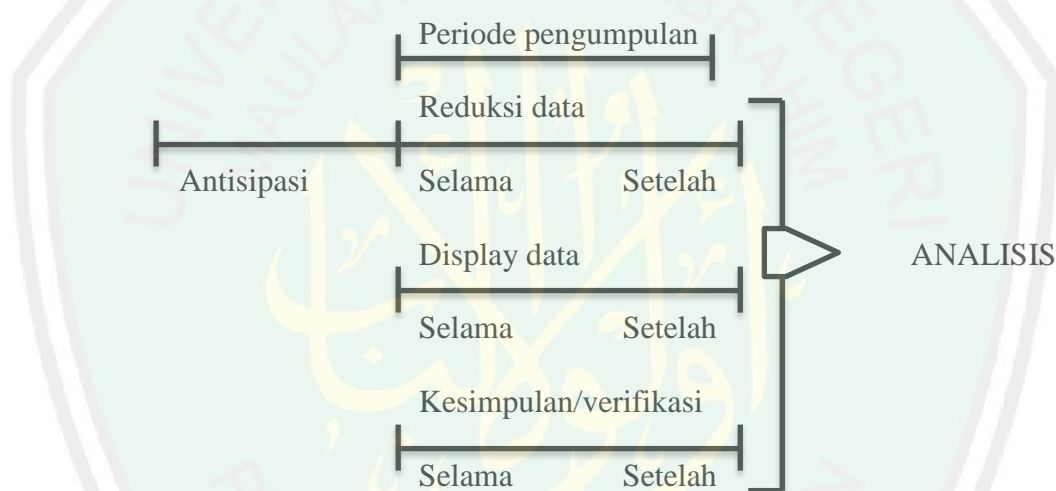 Periode pengumpulan
Reduksi data
Antisipasi Selama Setelah
Display data
ANALISIS
Selama Setelah
Kesimpulan/verifikasi
Selama Setelah